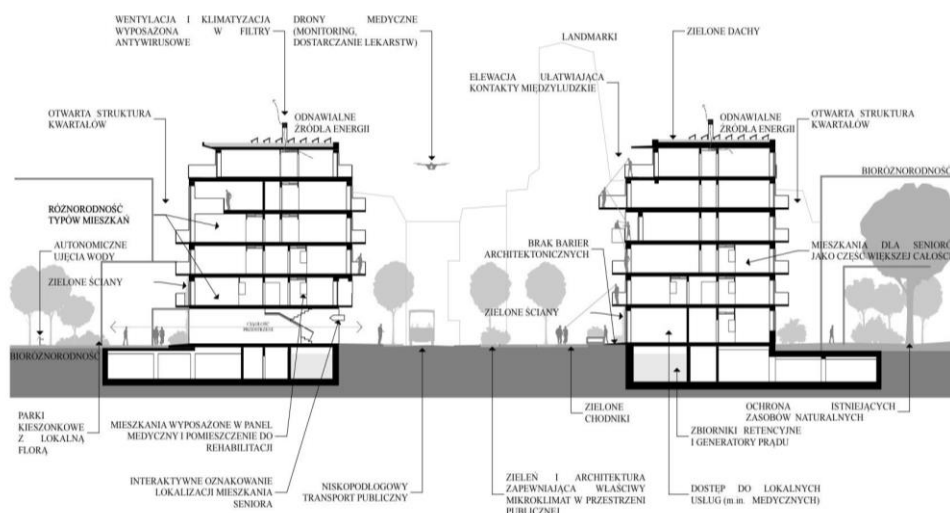 WENTYLACJA I KLIMATYZACJA
WYPOSAŻONA W FILTRY
ANTYWIRUSOWE
DRONY MEDYCZNE
(MONITORING,
DOSTARCZANIE LEKARSTW)
LANDMARKI
ZIELONE DACHY
ELEWACJA UŁATWIAJĄCA
KONTAKTY MIĘDZYLUDZKIE
OTWARTA STRUKTURA
KWARTAŁÓW
ODNAWIALNE
ŹRÓDŁA ENERGII
ODNAWIALNE
ŹRÓDŁA ENERGII
OTWARTA STRUKTURA
KWARTAŁÓW
BIORÓŻNORODNOŚĆ
RÓŻNORODNOŚĆ
TYPÓW MIESZKAŃ
AUTONOMICZNE
UJĘCIA WODY
BRAK BARIER
ARCHITEKTONICZNYCH
MIESZKANIA DLA SENIORÓ
JAKO CZĘŚĆ WIĘKSZEJ CAŁOŚCI
ZIELONE ŚCIANY
ZIELONE ŚCIANY
CIĄGŁOŚĆ
PRZESTRZENI
BIORÓŻNORODNOŚĆ
PARKI
KIESZONKOWE
Z LOKALNĄ
FLORĄ
MIESZKANIA WYPOSAŻONE W PANEL
MEDYCZNY I POMIESZCZENIE DO
REHABILITACJI
ZIELONE
CHODNIKI
OCHRONA ISTNIEJĄCYCH
ZASOBÓW NATURALNYCH
ZBIORNIKI RETENCYJNE
I GENERATORY PRĄDU
INTERAKTYWNE OZNAKOWANIE
LOKALIZACJI MIESZKANIA
SENIORA
NISKOPODŁOGOWY
TRANSPORT PUBLICZNY
ZIELEŃ I ARCHITEKTURA
ZAPEWNIAJĄCA WŁAŚCIWY
MIKROKLIMAT W PRZESTRZENI
PUBLICZNEJ
DOSTĘP DO LOKALNYCH
USŁUG (m.in. MEDYCZNYCH)